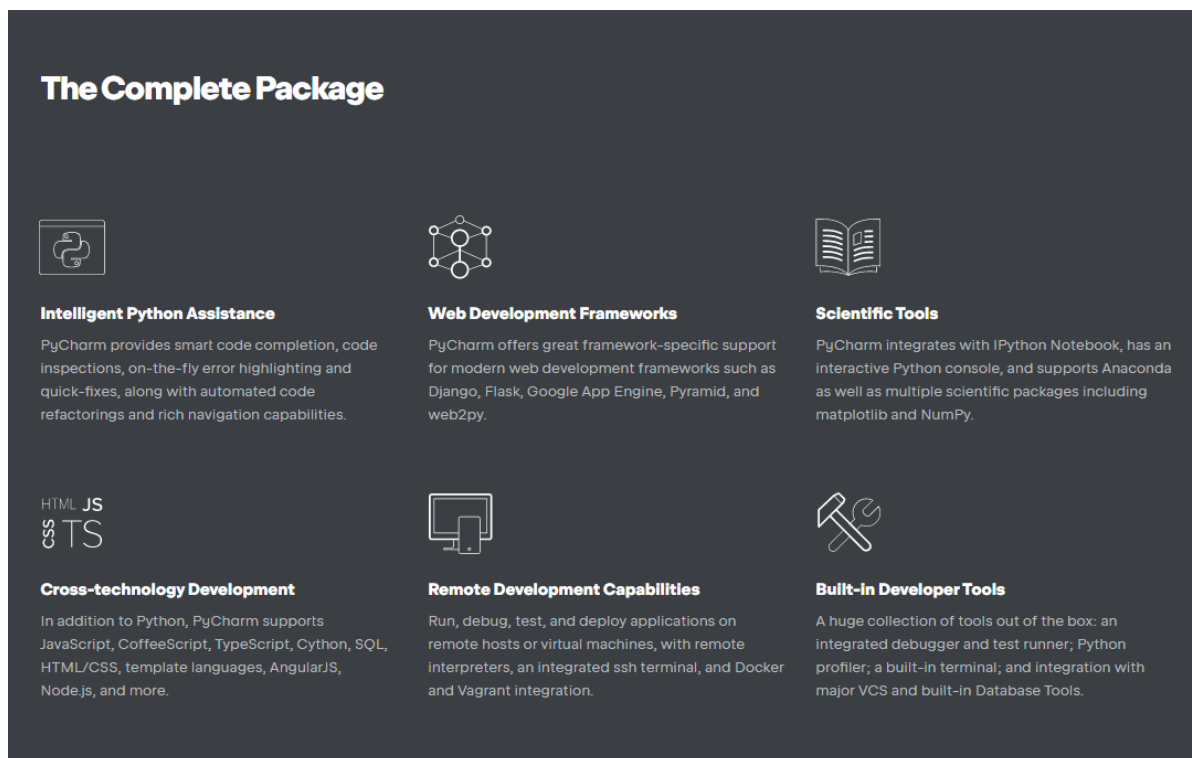 The Complete Package
Intelligent Python Assistance
PyCharm provides smart code completion, code
inspections, on-the-fly error highlighting and
quick-fixes, along with automated code
refactorings and rich navigation capabilities.
Web Development Frameworks
PyCharm offers great framework-specific support
for modern web development frameworks such as
Django, Flask, Google App Engine, Pyramid, and
web2py.
Scientific Tools
PyCharm integrates with IPython Notebook, has an
interactive Python console, and supports Anaconda
as well as multiple scientific packages including
matplotlib and NumPy.
HTML JS
CSS TS
Cross-technology Development
In addition to Python, PyCharm supports
JavaScript, CoffeeScript, TypeScript, Cython, SQL,
HTML/CSS, template languages, AngularJS,
Node.js, and more.
Remote Development Capabilities
Run, debug, test, and deploy applications on
remote hosts or virtual machines, with remote
interpreters, an integrated ssh terminal, and Docker
and Vagrant integration.
Built-in Developer Tools
A huge collection of tools out of the box: an
integrated debugger and test runner; Python
profiler; a built-in terminal; and integration with
major VCS and built-in Database Tools.